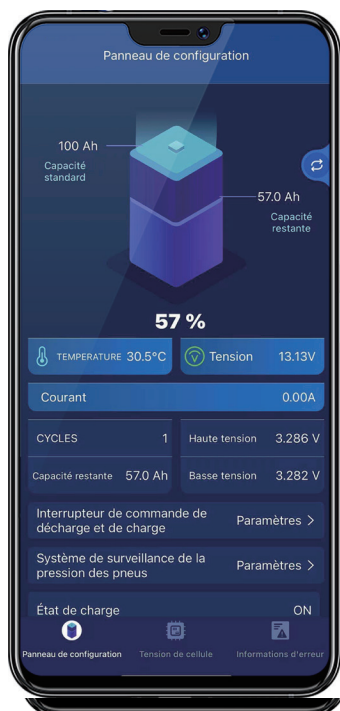 Panneau de configuration
100 Ah
Capacité
standard
57.0 Ah
Capacité
restante
57 %
TEMPERATURE 30.5°C
Tension 13.13V
Courant 0.00A
CYCLES 1
Haute tension 3.286 V
Capacité restante 57.0 Ah
Basse tension 3.282 V
Interrupteur de commande de
décharge et de charge
Paramètres >
Système de surveillance de la
pression des pneus
Paramètres >
État de charge ON
Panneau de configuration
Tension de cellule
Informations d'erreur